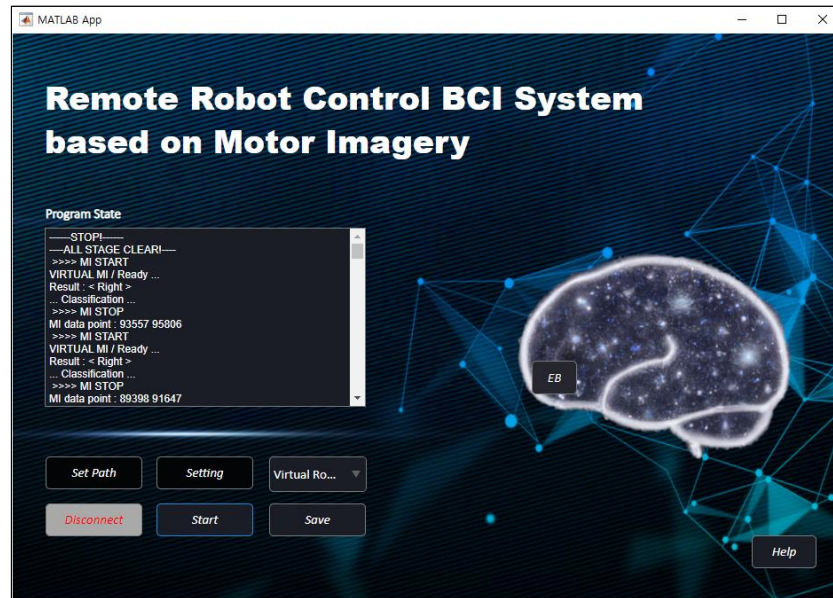 MATLAB App
Remote Robot Control BCI System
based on Motor Imagery
Program State
------STOP!------
----ALL STAGE CLEAR!----
>>>> MI START
VIRTUAL MI / Ready ...
Result : < Right >
... Classification ...
>>>> MI STOP
MI data point : 93557 95806
>>>> MI START
VIRTUAL MI / Ready ...
Result : < Right >
... Classification ...
>>>> MI STOP
MI data point : 89398 91647
EB
Set Path
Setting
Virtual Ro...
Disconnect
Start
Save
Help